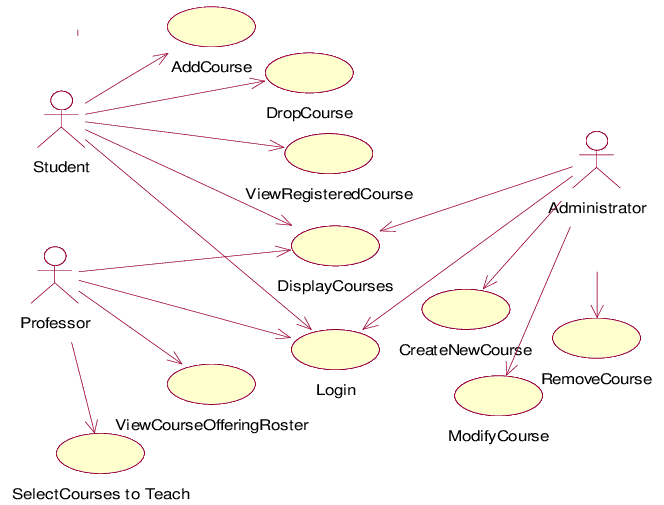 AddCourse
DropCourse
Student
ViewRegisteredCourse
Administrator
DisplayCourses
Professor
CreateNewCourse
RemoveCourse
Login
ViewCourseOfferingRoster
ModifyCourse
SelectCourses to Teach